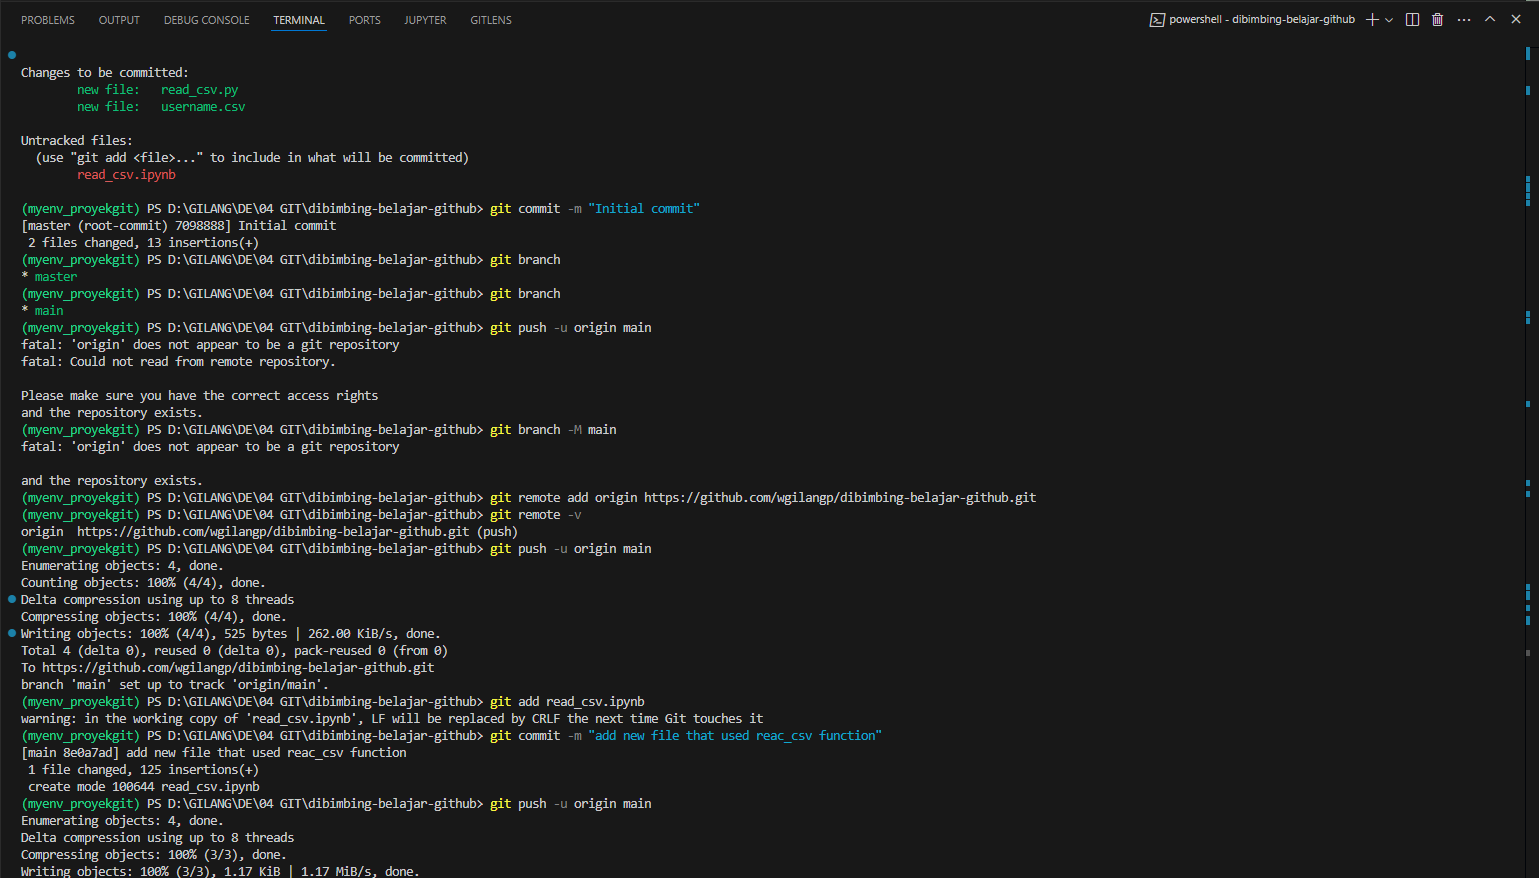 PROBLEMS OUTPUT DEBUG CONSOLE TERMINAL PORTS JUPYTER GITLENS powershell - dibimbing-belajar-github
Changes to be committed:
new file: read_csv.py
new file: username.csv
Untracked files:
(use "git add <file>..." to include in what will be committed)
read_csv.ipynb
(myenv_proyekgit) PS D:\GILANG\DE\04 GIT\dibimbing-belajar-github> git commit -m "Initial commit"
[master (root-commit) 7098888] Initial commit
2 files changed, 13 insertions(+)
(myenv_proyekgit) PS D:\GILANG\DE\04 GIT\dibimbing-belajar-github> git branch
* master
(myenv_proyekgit) PS D:\GILANG\DE\04 GIT\dibimbing-belajar-github> git branch
* main
(myenv_proyekgit) PS D:\GILANG\DE\04 GIT\dibimbing-belajar-github> git push -u origin main
fatal: 'origin' does not appear to be a git repository
fatal: Could not read from remote repository.
Please make sure you have the correct access rights
and the repository exists.
(myenv_proyekgit) PS D:\GILANG\DE\04 GIT\dibimbing-belajar-github> git branch -M main
fatal: 'origin' does not appear to be a git repository
and the repository exists.
(myenv_proyekgit) PS D:\GILANG\DE\04 GIT\dibimbing-belajar-github> git remote add origin https://github.com/wgilangp/dibimbing-belajar-github.git
(myenv_proyekgit) PS D:\GILANG\DE\04 GIT\dibimbing-belajar-github> git remote -v
origin https://github.com/wgilangp/dibimbing-belajar-github.git (push)
(myenv_proyekgit) PS D:\GILANG\DE\04 GIT\dibimbing-belajar-github> git push -u origin main
Enumerating objects: 4, done.
Counting objects: 100% (4/4), done.
Delta compression using up to 8 threads
Compressing objects: 100% (4/4), done.
Writing objects: 100% (4/4), 525 bytes | 262.00 KiB/s, done.
Total 4 (delta 0), reused 0 (delta 0), pack-reused 0 (from 0)
To https://github.com/wgilangp/dibimbing-belajar-github.git
branch 'main' set up to track 'origin/main'.
(myenv_proyekgit) PS D:\GILANG\DE\04 GIT\dibimbing-belajar-github> git add read_csv.ipynb
warning: in the working copy of 'read_csv.ipynb', LF will be replaced by CRLF the next time Git touches it
(myenv_proyekgit) PS D:\GILANG\DE\04 GIT\dibimbing-belajar-github> git commit -m "add new file that used reac_csv function"
[main 8e0a7ad] add new file that used reac_csv function
1 file changed, 125 insertions(+)
create mode 100644 read_csv.ipynb
(myenv_proyekgit) PS D:\GILANG\DE\04 GIT\dibimbing-belajar-github> git push -u origin main
Enumerating objects: 4, done.
Delta compression using up to 8 threads
Compressing objects: 100% (3/3), done.
Writing objects: 100% (3/3), 1.17 KiB | 1.17 MiB/s, done.